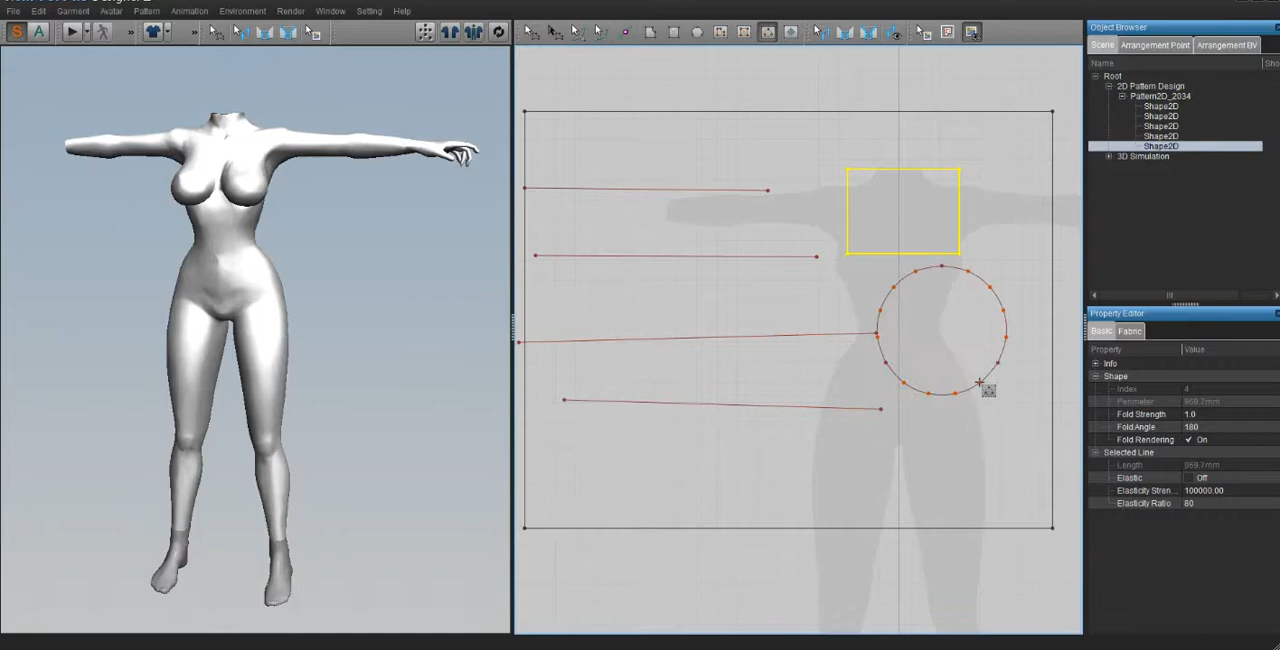 File Edit Garment Avatar Pattern Animation Environment Render Window Setting Help
S A » »
Object Browser
Scene Arrangement Point Arrangement BV
Name Sho
Root
2D Pattern Design
Pattern2D_2034
Shape2D
Shape2D
Shape2D
Shape2D
Shape2D
3D Simulation
Property Editor
Basic Fabric
Property Value
Info
Shape
Index 4
Perimeter 969.7mm
Fold Strength 1.0
Fold Angle 180
Fold Rendering On
Selected Line
Length 969.7mm
Elastic Off
Elasticity Stren... 100000.00
Elasticity Ratio 80